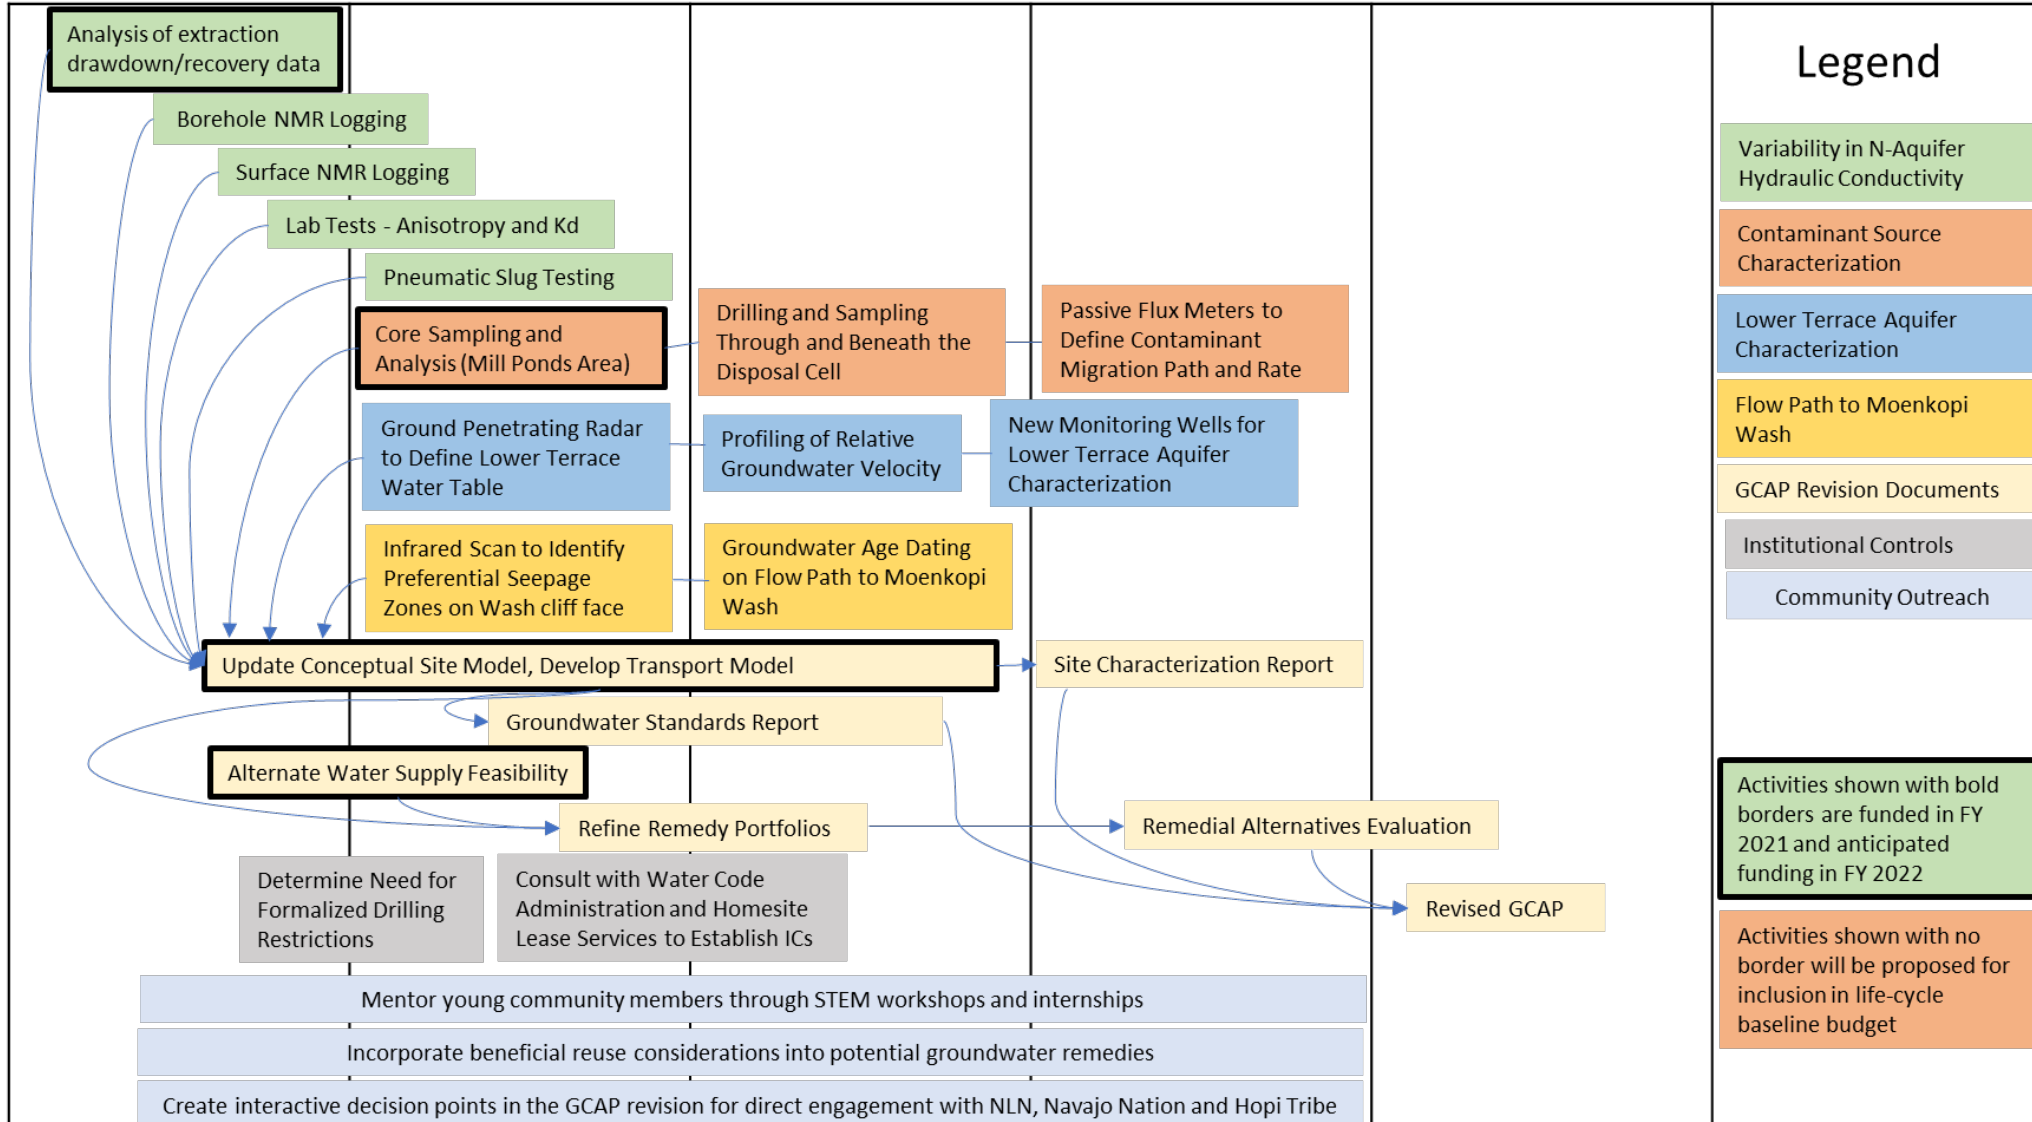 Analysis of extraction
drawdown/recovery data
Borehole NMR Logging
Surface NMR Logging
Lab Tests - Anisotropy and Kd
Pneumatic Slug Testing
Core Sampling and
Analysis (Mill Ponds Area)
Drilling and Sampling
Through and Beneath the
Disposal Cell
Passive Flux Meters to
Define Contaminant
Migration Path and Rate
Ground Penetrating Radar
to Define Lower Terrace
Water Table
Profiling of Relative
Groundwater Velocity
New Monitoring Wells for
Lower Terrace Aquifer
Characterization
Infrared Scan to Identify
Preferential Seepage
Zones on Wash cliff face
Groundwater Age Dating
on Flow Path to Moenkopi
Wash
Update Conceptual Site Model, Develop Transport Model
Site Characterization Report
Groundwater Standards Report
Alternate Water Supply Feasibility
Refine Remedy Portfolios
Remedial Alternatives Evaluation
Determine Need for
Formalized Drilling
Restrictions
Consult with Water Code
Administration and Homesite
Lease Services to Establish ICs
Revised GCAP
Mentor young community members through STEM workshops and internships
Incorporate beneficial reuse considerations into potential groundwater remedies
Create interactive decision points in the GCAP revision for direct engagement with NLN, Navajo Nation and Hopi Tribe
Legend
Variability in N-Aquifer
Hydraulic Conductivity
Contaminant Source
Characterization
Lower Terrace Aquifer
Characterization
Flow Path to Moenkopi
Wash
GCAP Revision Documents
Institutional Controls
Community Outreach
Activities shown with bold
borders are funded in FY
2021 and anticipated
funding in FY 2022
Activities shown with no
border will be proposed for
inclusion in life-cycle
baseline budget